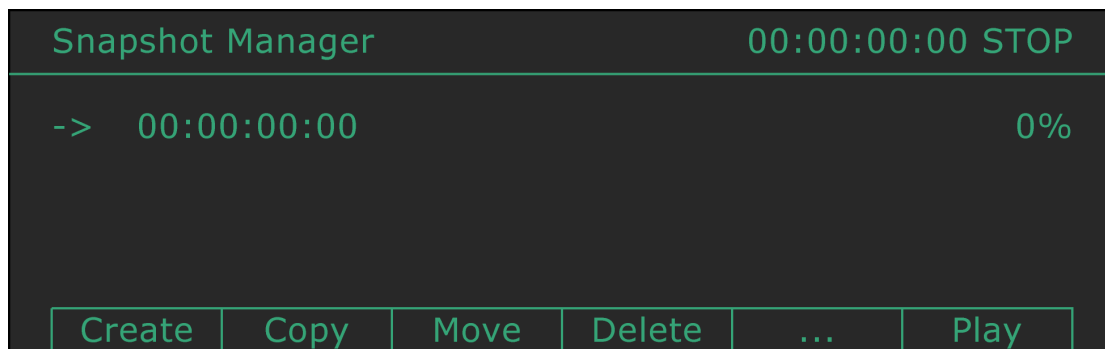 Snapshot Manager 00:00:00:00 STOP
-> 00:00:00:00 0%
Create Copy Move Delete ... Play